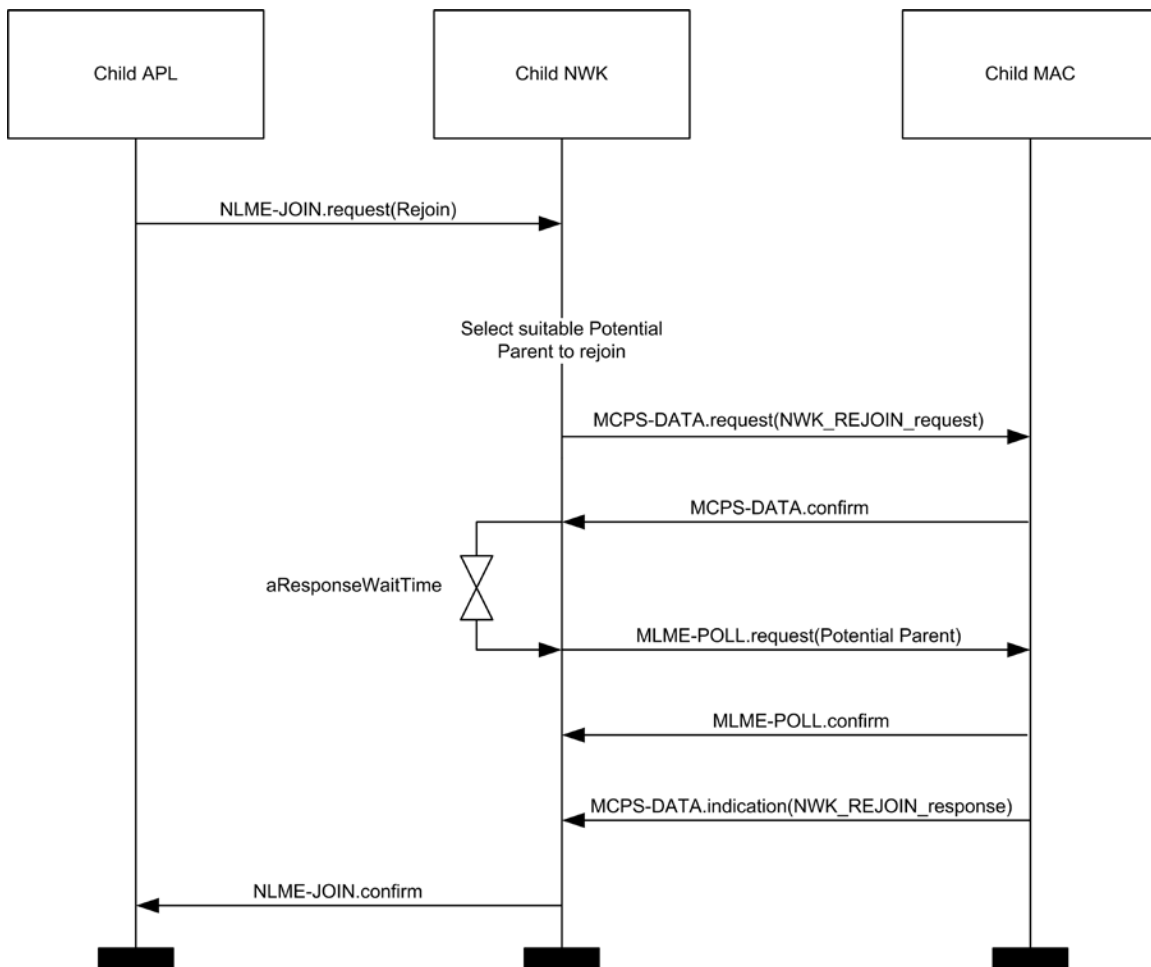 Child APL
Child NWK
Child MAC
NLME-JOIN.request(Rejoin)
Select suitable Potential
Parent to rejoin
MCPS-DATA.request(NWK_REJOIN_request)
MCPS-DATA.confirm
aResponseWaitTime
MLME-POLL.request(Potential Parent)
MLME-POLL.confirm
MCPS-DATA.indication(NWK_REJOIN_response)
NLME-JOIN.confirm